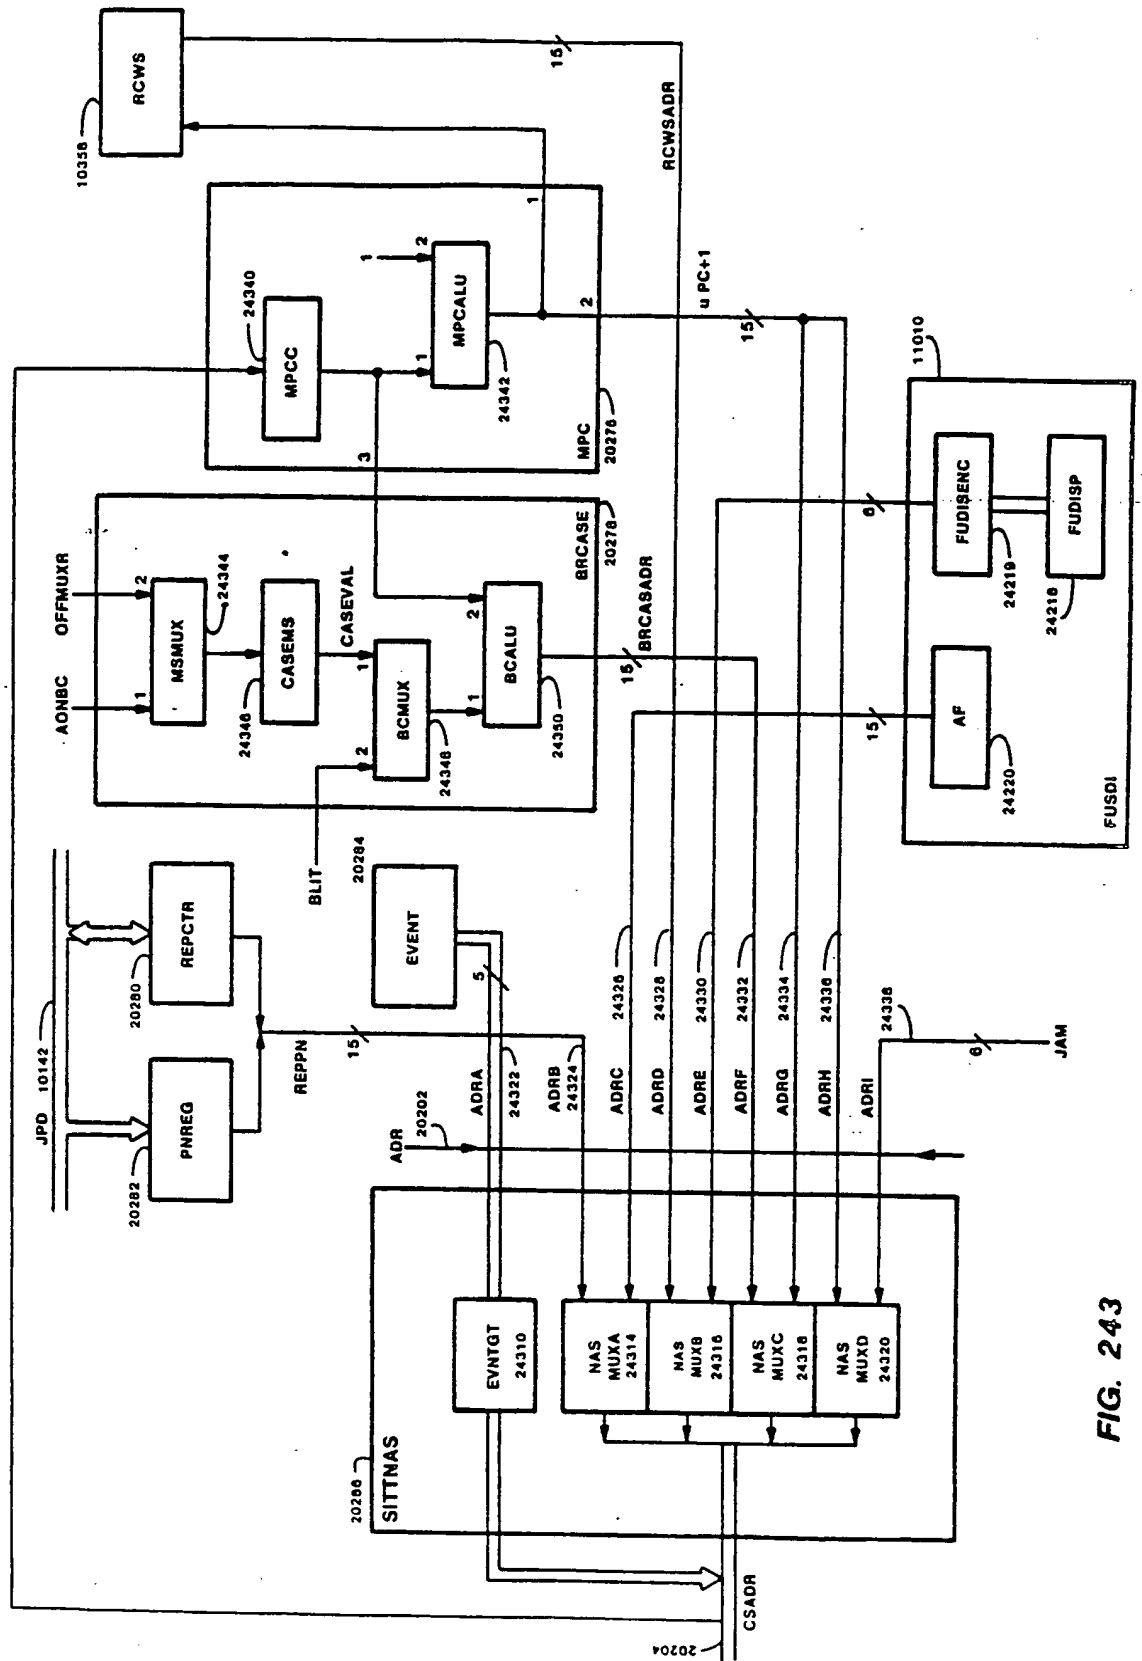 RCWS
10358
15
RCWSADR
MPCC
24340
1
2
MPCALU
1
24342
1
2
3
MPC
20276
u PC+1
15
OFFMUXR
AONBC
2
1
MSMUX
24344
CASEMS
24346
CASEVAL
1
BCMUX
2
24348
2
1
BCALU
24350
BRCASE
20278
15
BRCASADR
BLIT
11010
FUDISENC
24219
FUDISP
24218
6
AF
24220
15
FUSDI
JPD 10142
REPCTR
20280
PNREG
20282
REPPN
15
EVENT
20284
5
ADRA
24322
ADRB
24324
ADR
20202
ADRC
24326
ADRD
24328
ADRE
24330
ADRF
24332
ADRG
24334
ADRH
24336
ADRI
24338
6
JAM
EVNTGT
24310
NAS
MUXA
24314
NAS
MUXB
24316
NAS
MUXC
24318
NAS
MUXD
24320
SITTNAS
20286
CSADR
20204
FIG. 243